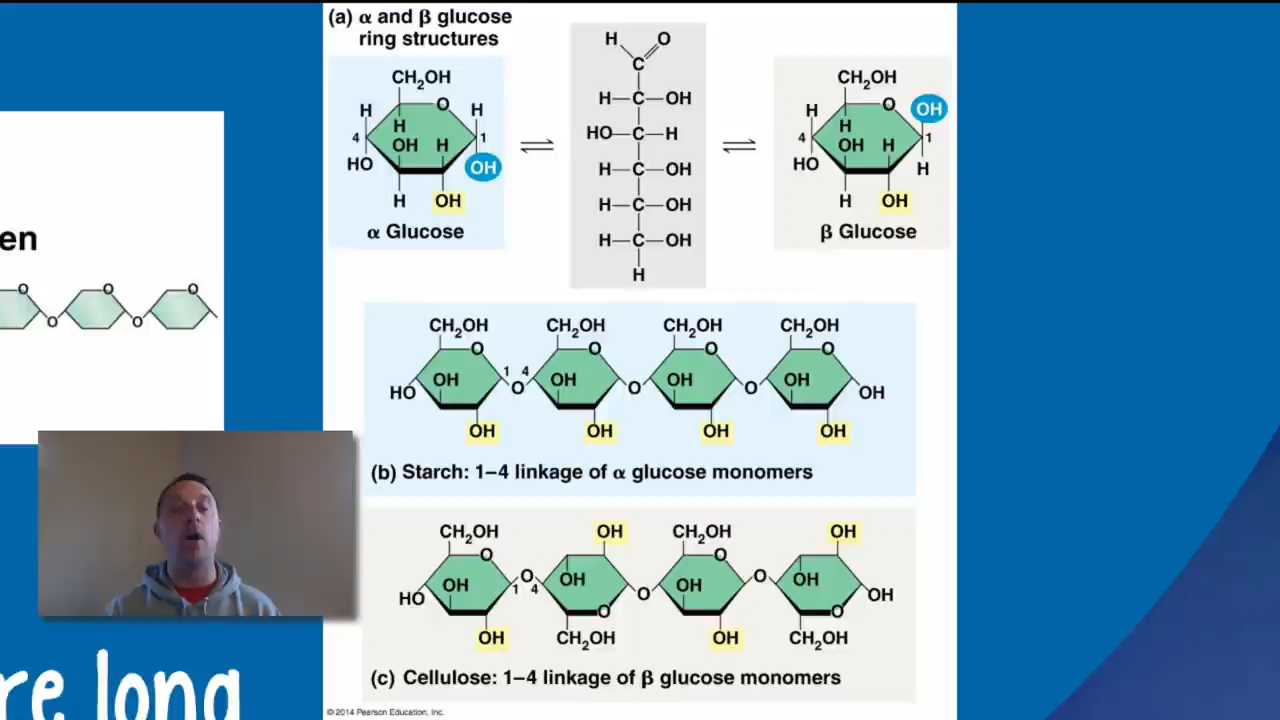 (a) α and β glucose
ring structures
H O
C
H–C–OH
HO–C–H
H–C–OH
H–C–OH
H–C–OH
H
CH2OH
H O H
4 H 1
OH H
HO OH
H OH
α Glucose
CH2OH
H O OH
4 H 1
OH H
HO H
H OH
β Glucose
en
O O O
O O
CH2OH CH2OH CH2OH CH2OH
O O O O
1 4
HO OH O OH O OH O OH OH
OH OH OH OH
(b) Starch: 1–4 linkage of α glucose monomers
CH2OH OH CH2OH OH
O O
OH O OH OH O OH
1 4
HO O OH
O O
OH CH2OH OH CH2OH
(c) Cellulose: 1–4 linkage of β glucose monomers
© 2014 Pearson Education, Inc.
re long